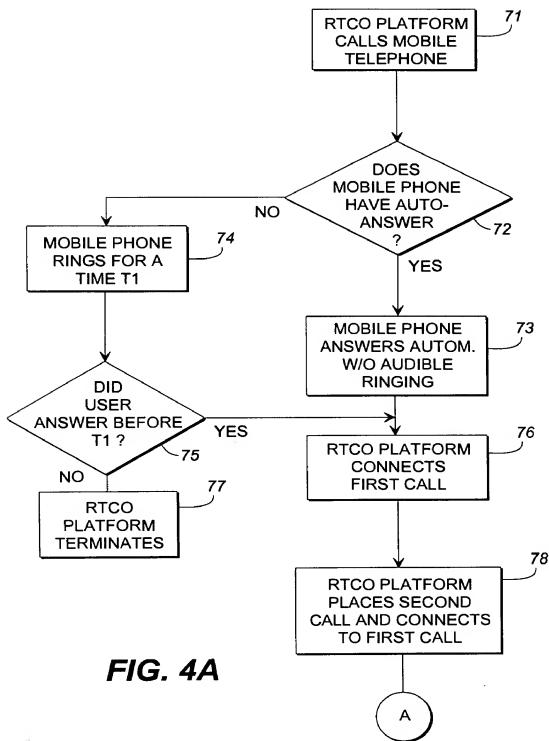 71
RTCO PLATFORM
CALLS MOBILE
TELEPHONE
DOES
MOBILE PHONE
HAVE AUTO-
ANSWER
?
72
NO
YES
74
MOBILE PHONE
RINGS FOR A
TIME T1
73
MOBILE PHONE
ANSWERS AUTOM.
W/O AUDIBLE
RINGING
DID
USER
ANSWER BEFORE
T1 ?
75
YES
NO
76
RTCO PLATFORM
CONNECTS
FIRST CALL
77
RTCO
PLATFORM
TERMINATES
78
RTCO PLATFORM
PLACES SECOND
CALL AND CONNECTS
TO FIRST CALL
FIG. 4A
A